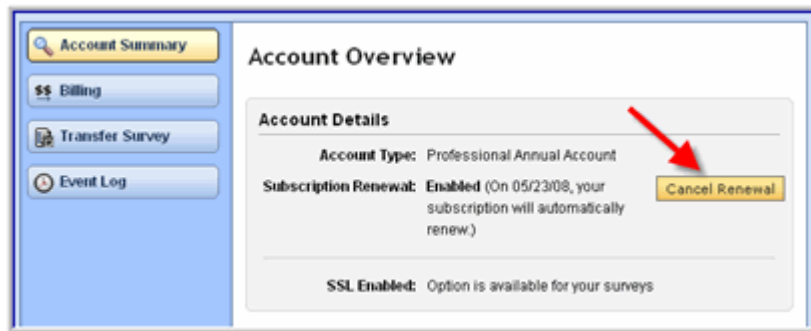 Account Summary
Account Overview
$$ Billing
Account Details
Transfer Survey
Account Type: Professional Annual Account
Event Log
Subscription Renewal: Enabled (On 05/23/08, your
subscription will automatically
renew.)
Cancel Renewal
SSL Enabled: Option is available for your surveys